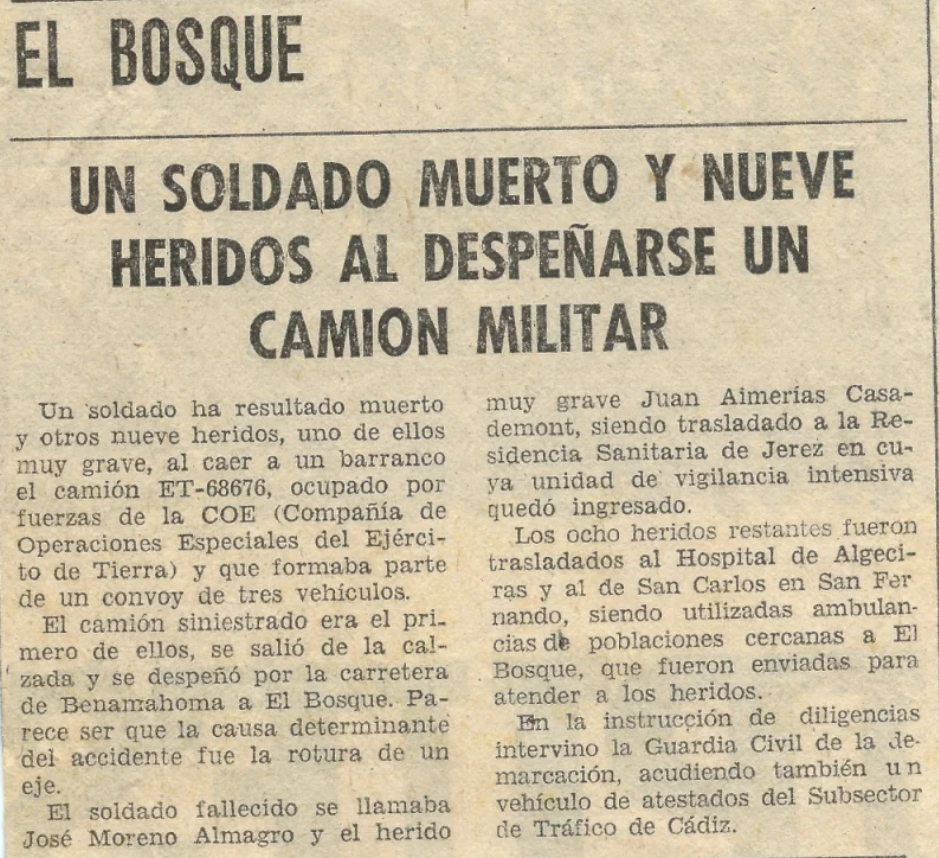 EL BOSQUE
UN SOLDADO MUERTO Y NUEVE
HERIDOS AL DESPEÑARSE UN
CAMION MILITAR
Un soldado ha resultado muerto
y otros nueve heridos, uno de ellos
muy grave, al caer a un barranco
el camión ET-68676, ocupado por
fuerzas de la COE (Compañía de
Operaciones Especiales del Ejérci-
to de Tierra) y que formaba parte
de un convoy de tres vehículos.
El camión siniestrado era el pri-
mero de ellos, se salió de la cal-
zada y se despeñó por la carretera
de Benamahoma a El Bosque. Pa-
rece ser que la causa determinante
del accidente fue la rotura de un
eje.
El soldado fallecido se llamaba
José Moreno Almagro y el herido
muy grave Juan Aimerías Casa-
demont, siendo trasladado a la Re-
sidencia Sanitaria de Jerez en cu-
ya unidad de vigilancia intensiva
quedó ingresado.
Los ocho heridos restantes fueron
trasladados al Hospital de Algeci-
ras y al de San Carlos en San Fer
nando, siendo utilizadas ambulan-
cias de poblaciones cercanas a El
Bosque, que fueron enviadas para
atender a los heridos.
En la instrucción de diligencias
intervino la Guardia Civil de la de-
marcación, acudiendo también un
vehículo de atestados del Subsector
de Tráfico de Cádiz.